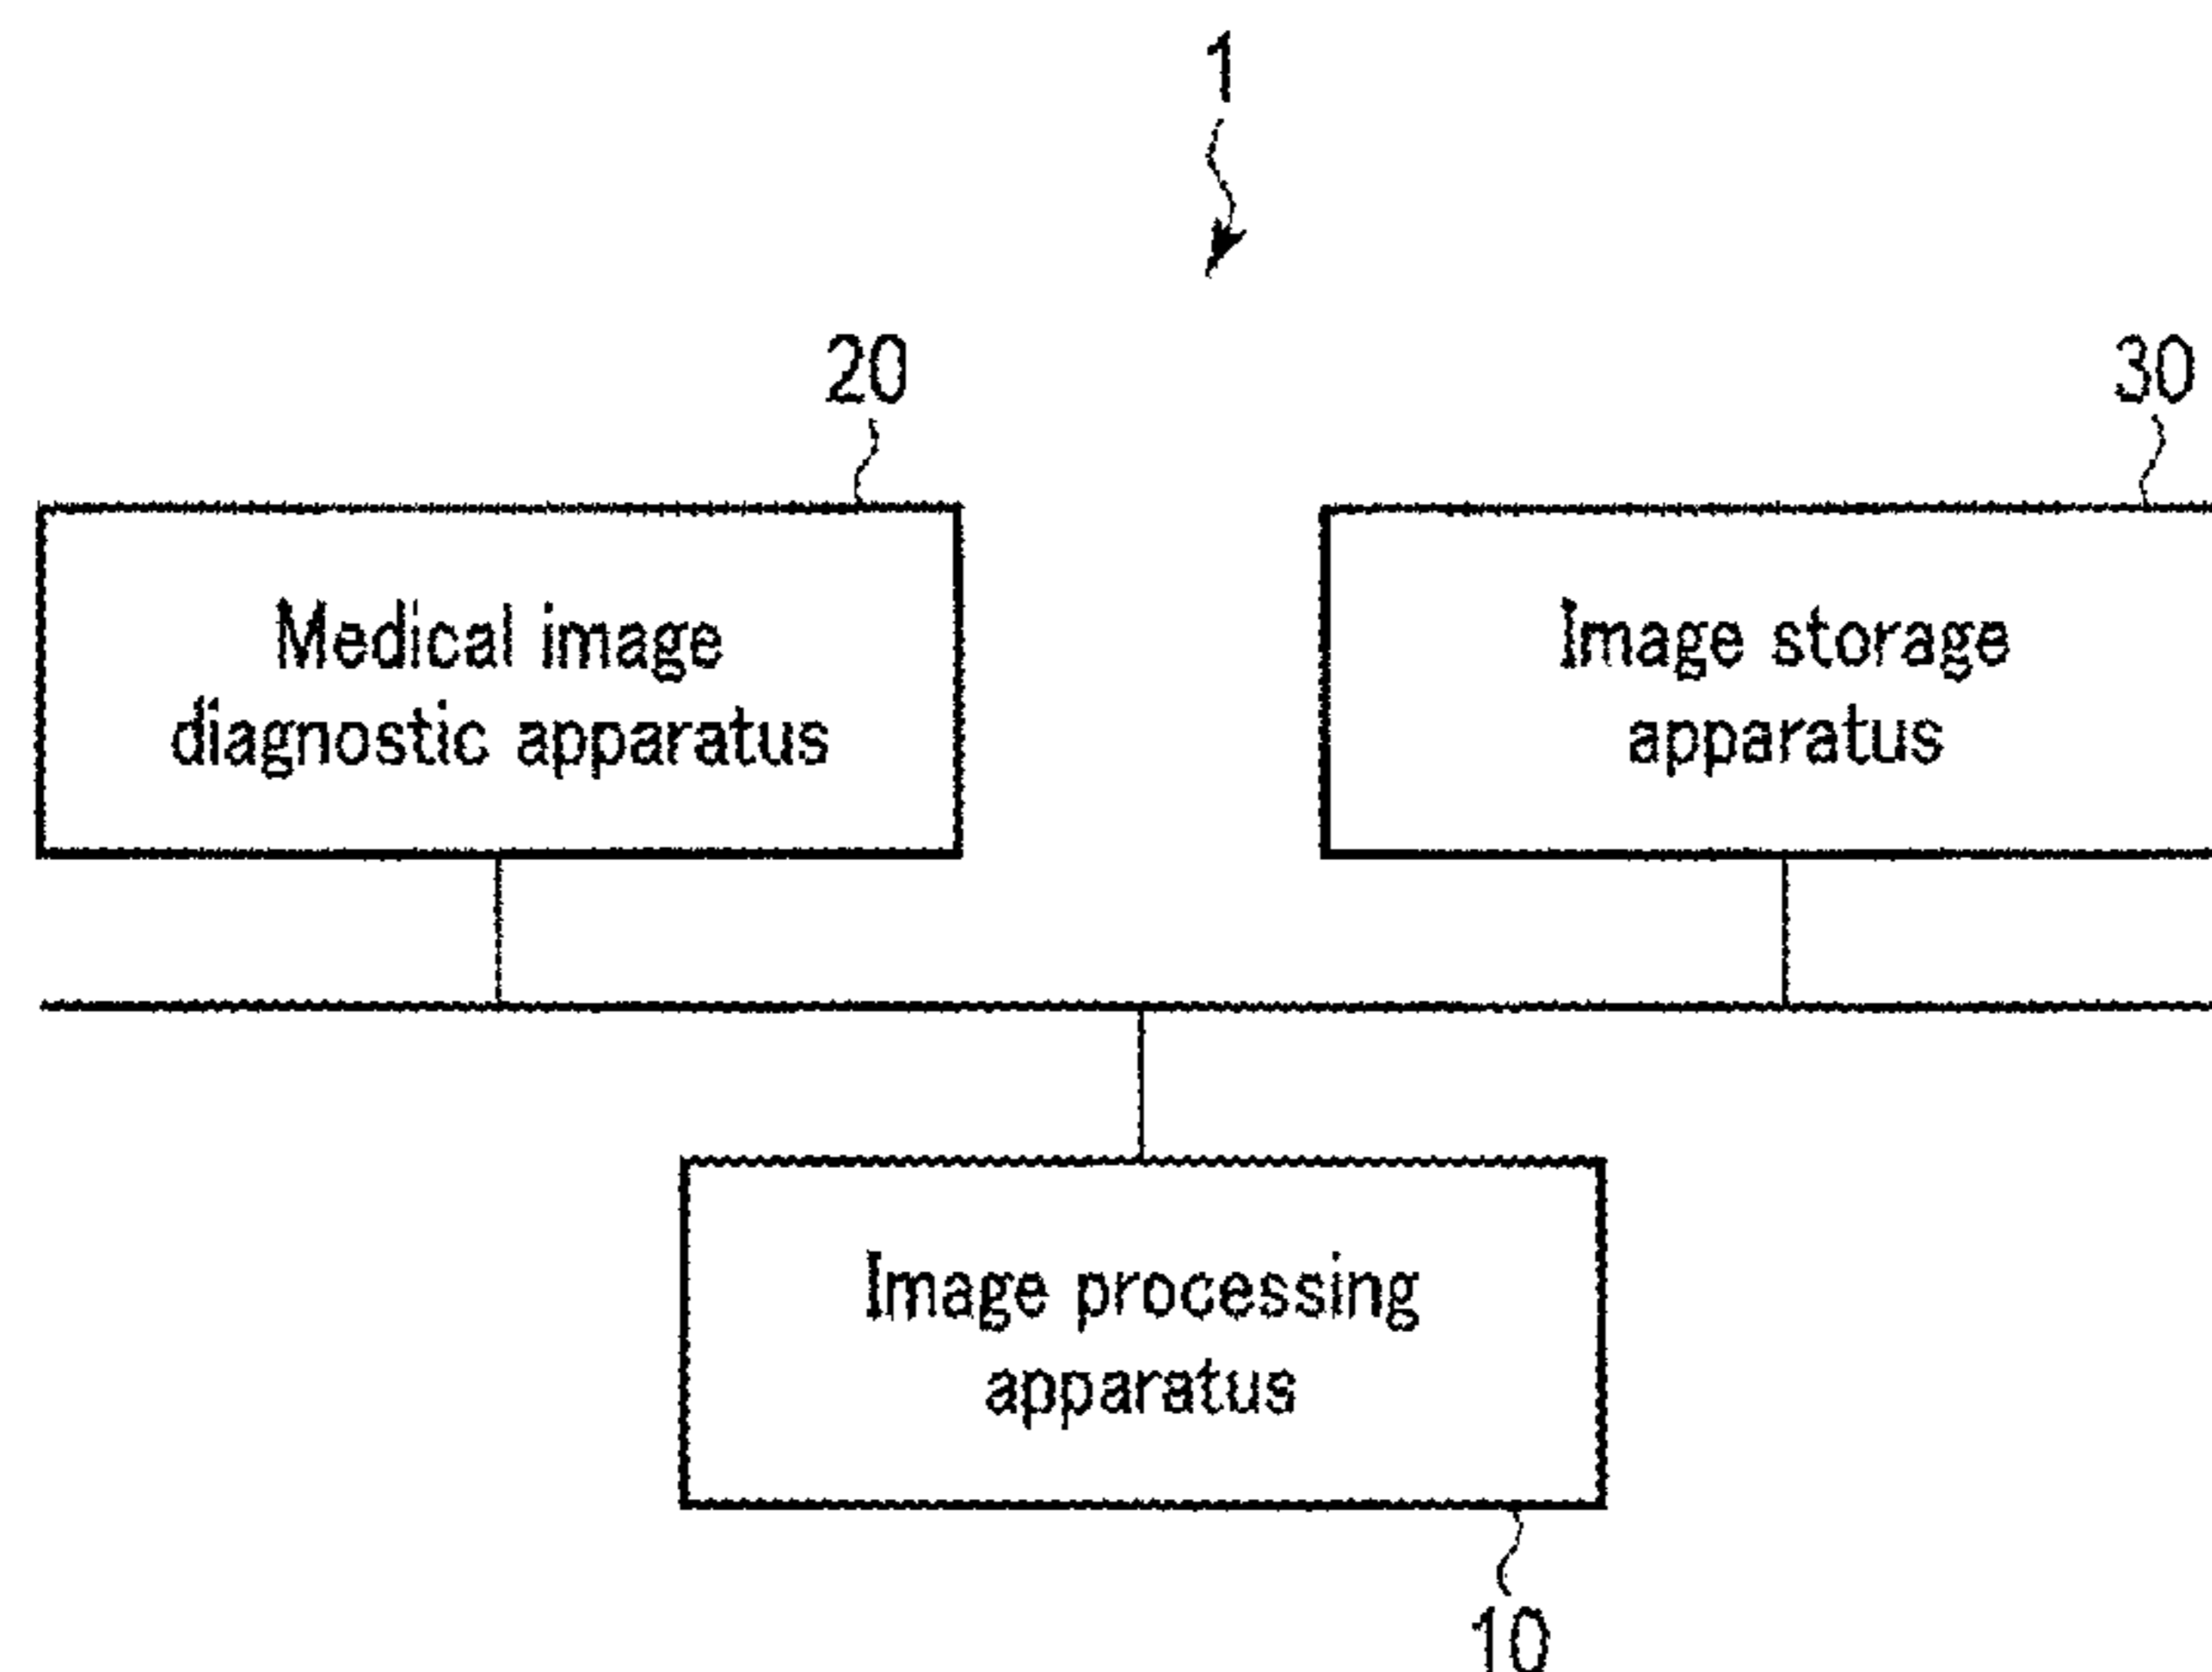 1
20
30
Medical image
diagnostic apparatus
Image storage
apparatus
Image processing
apparatus
10